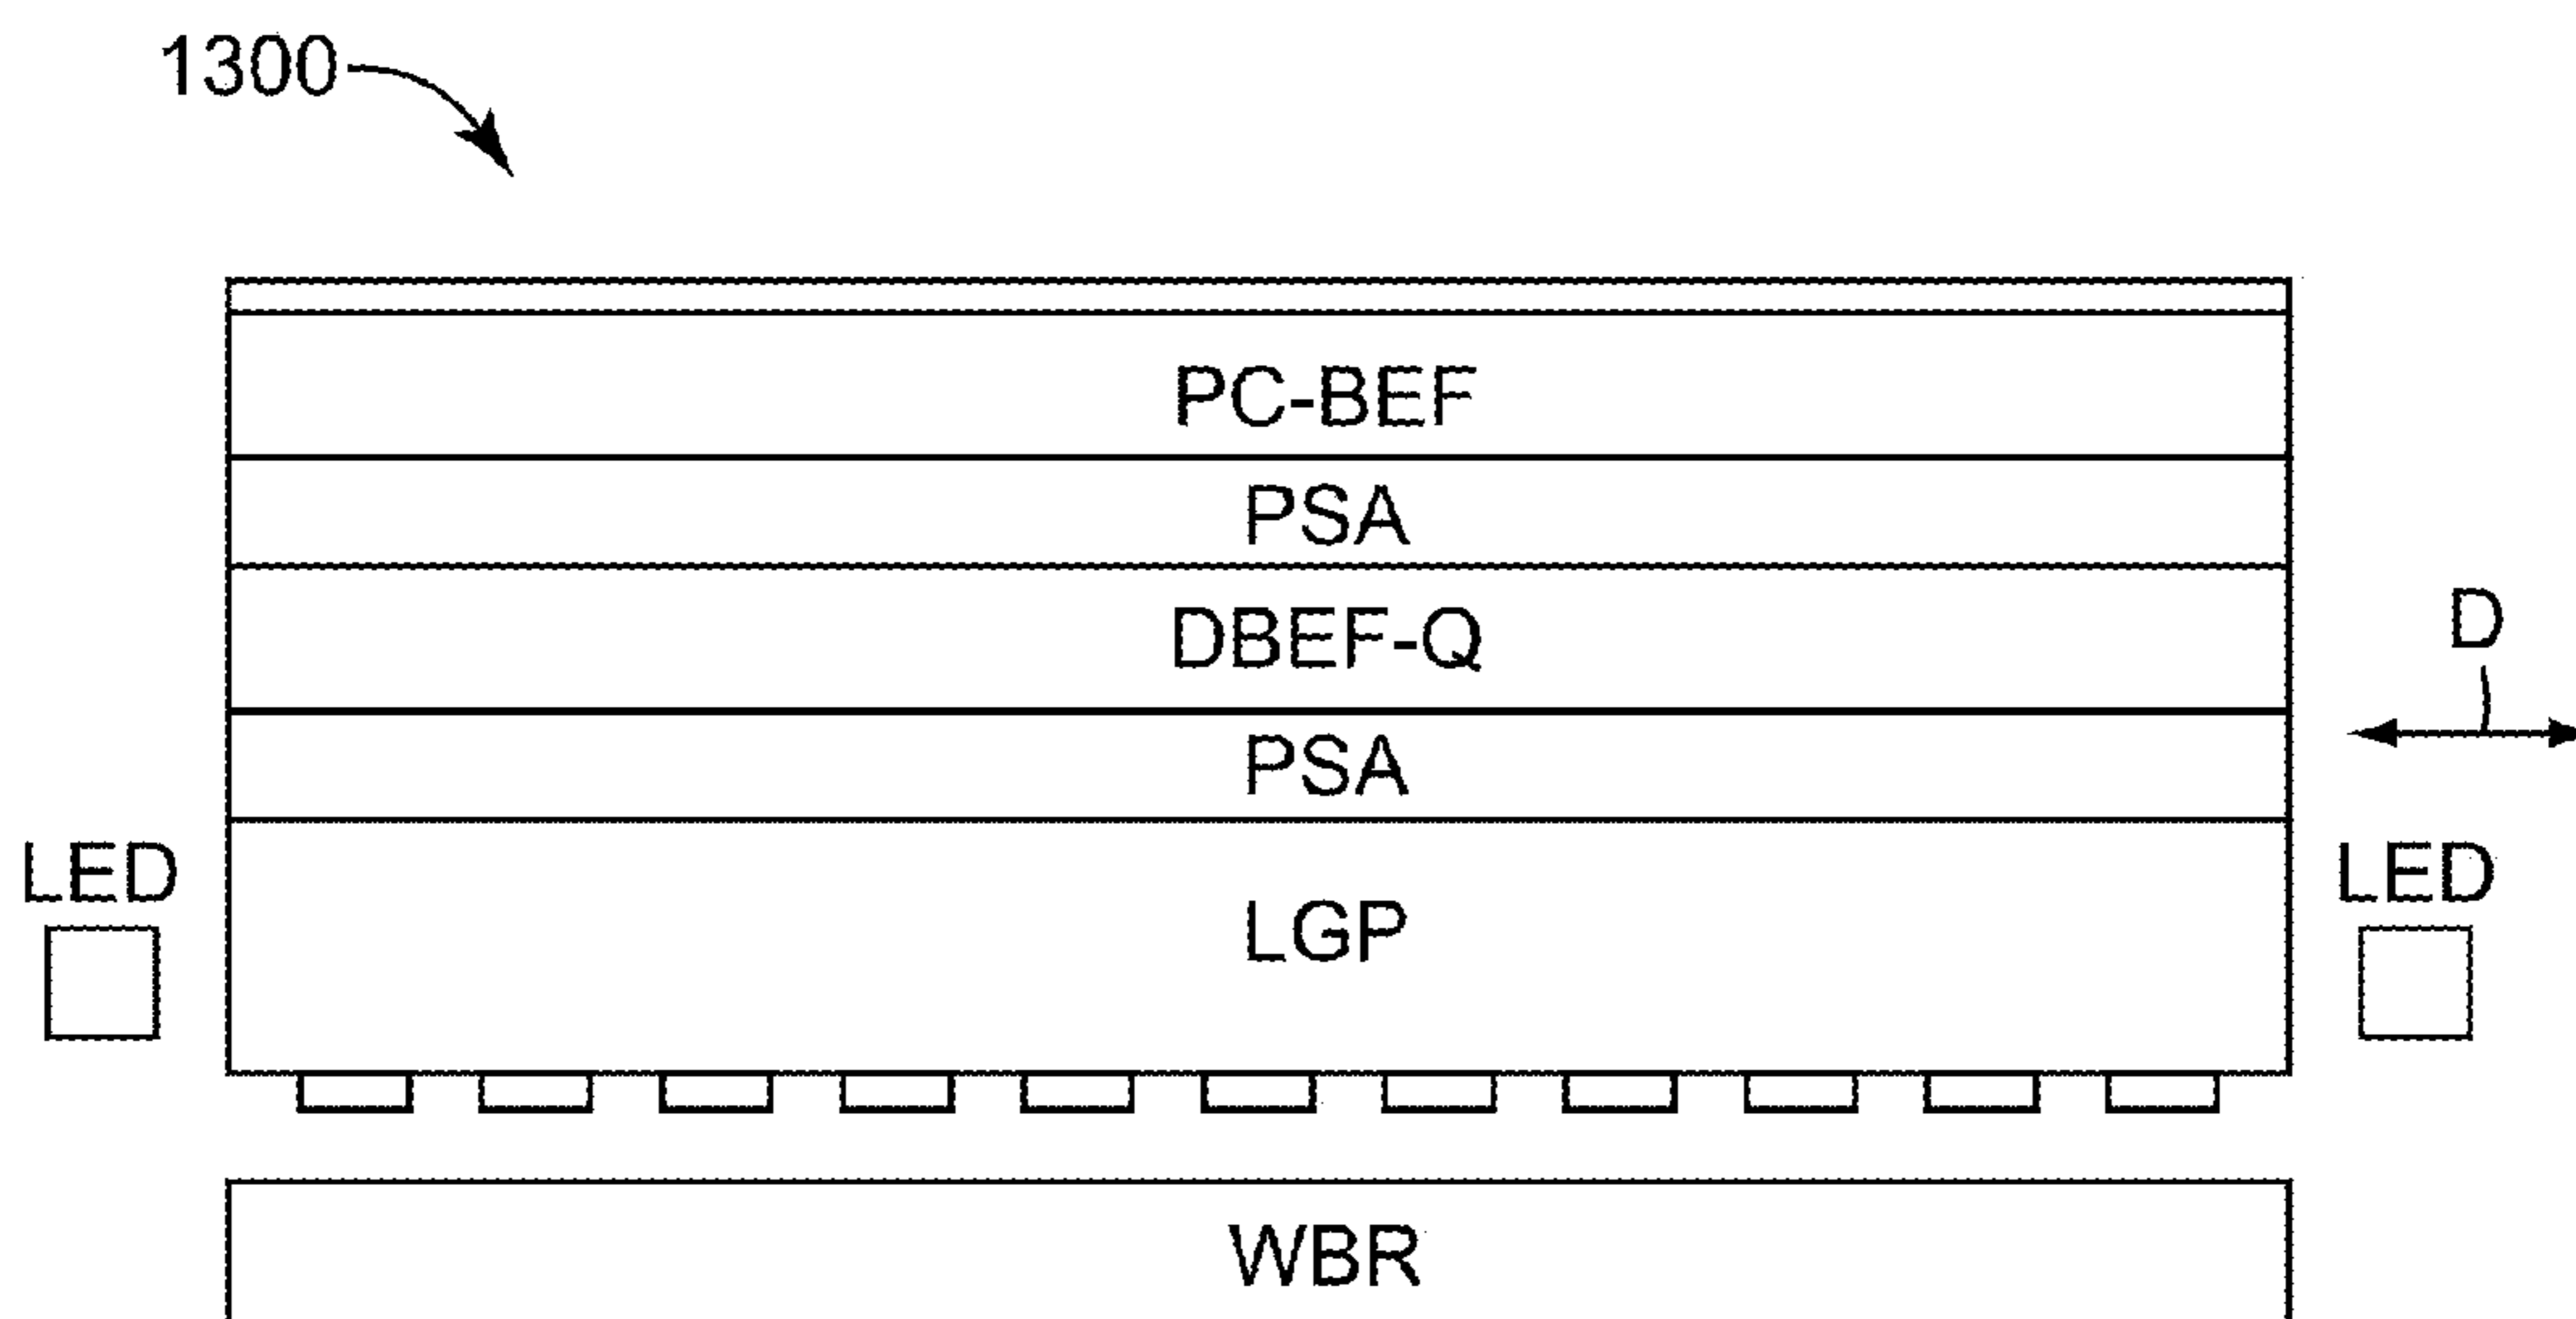 1300
PC-BEF
PSA
DBEF-Q
D
PSA
LED
LED
LGP
WBR